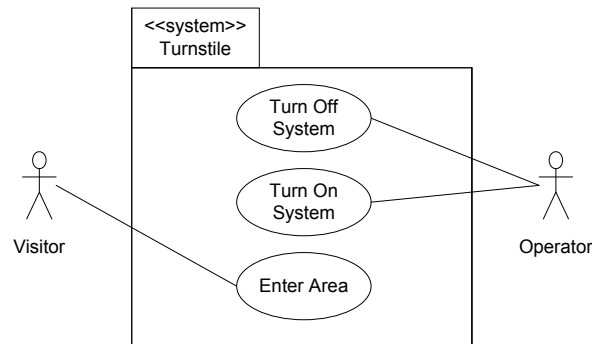 <<system>>
Turnstile
Turn Off
System
Turn On
System
Visitor
Operator
Enter Area